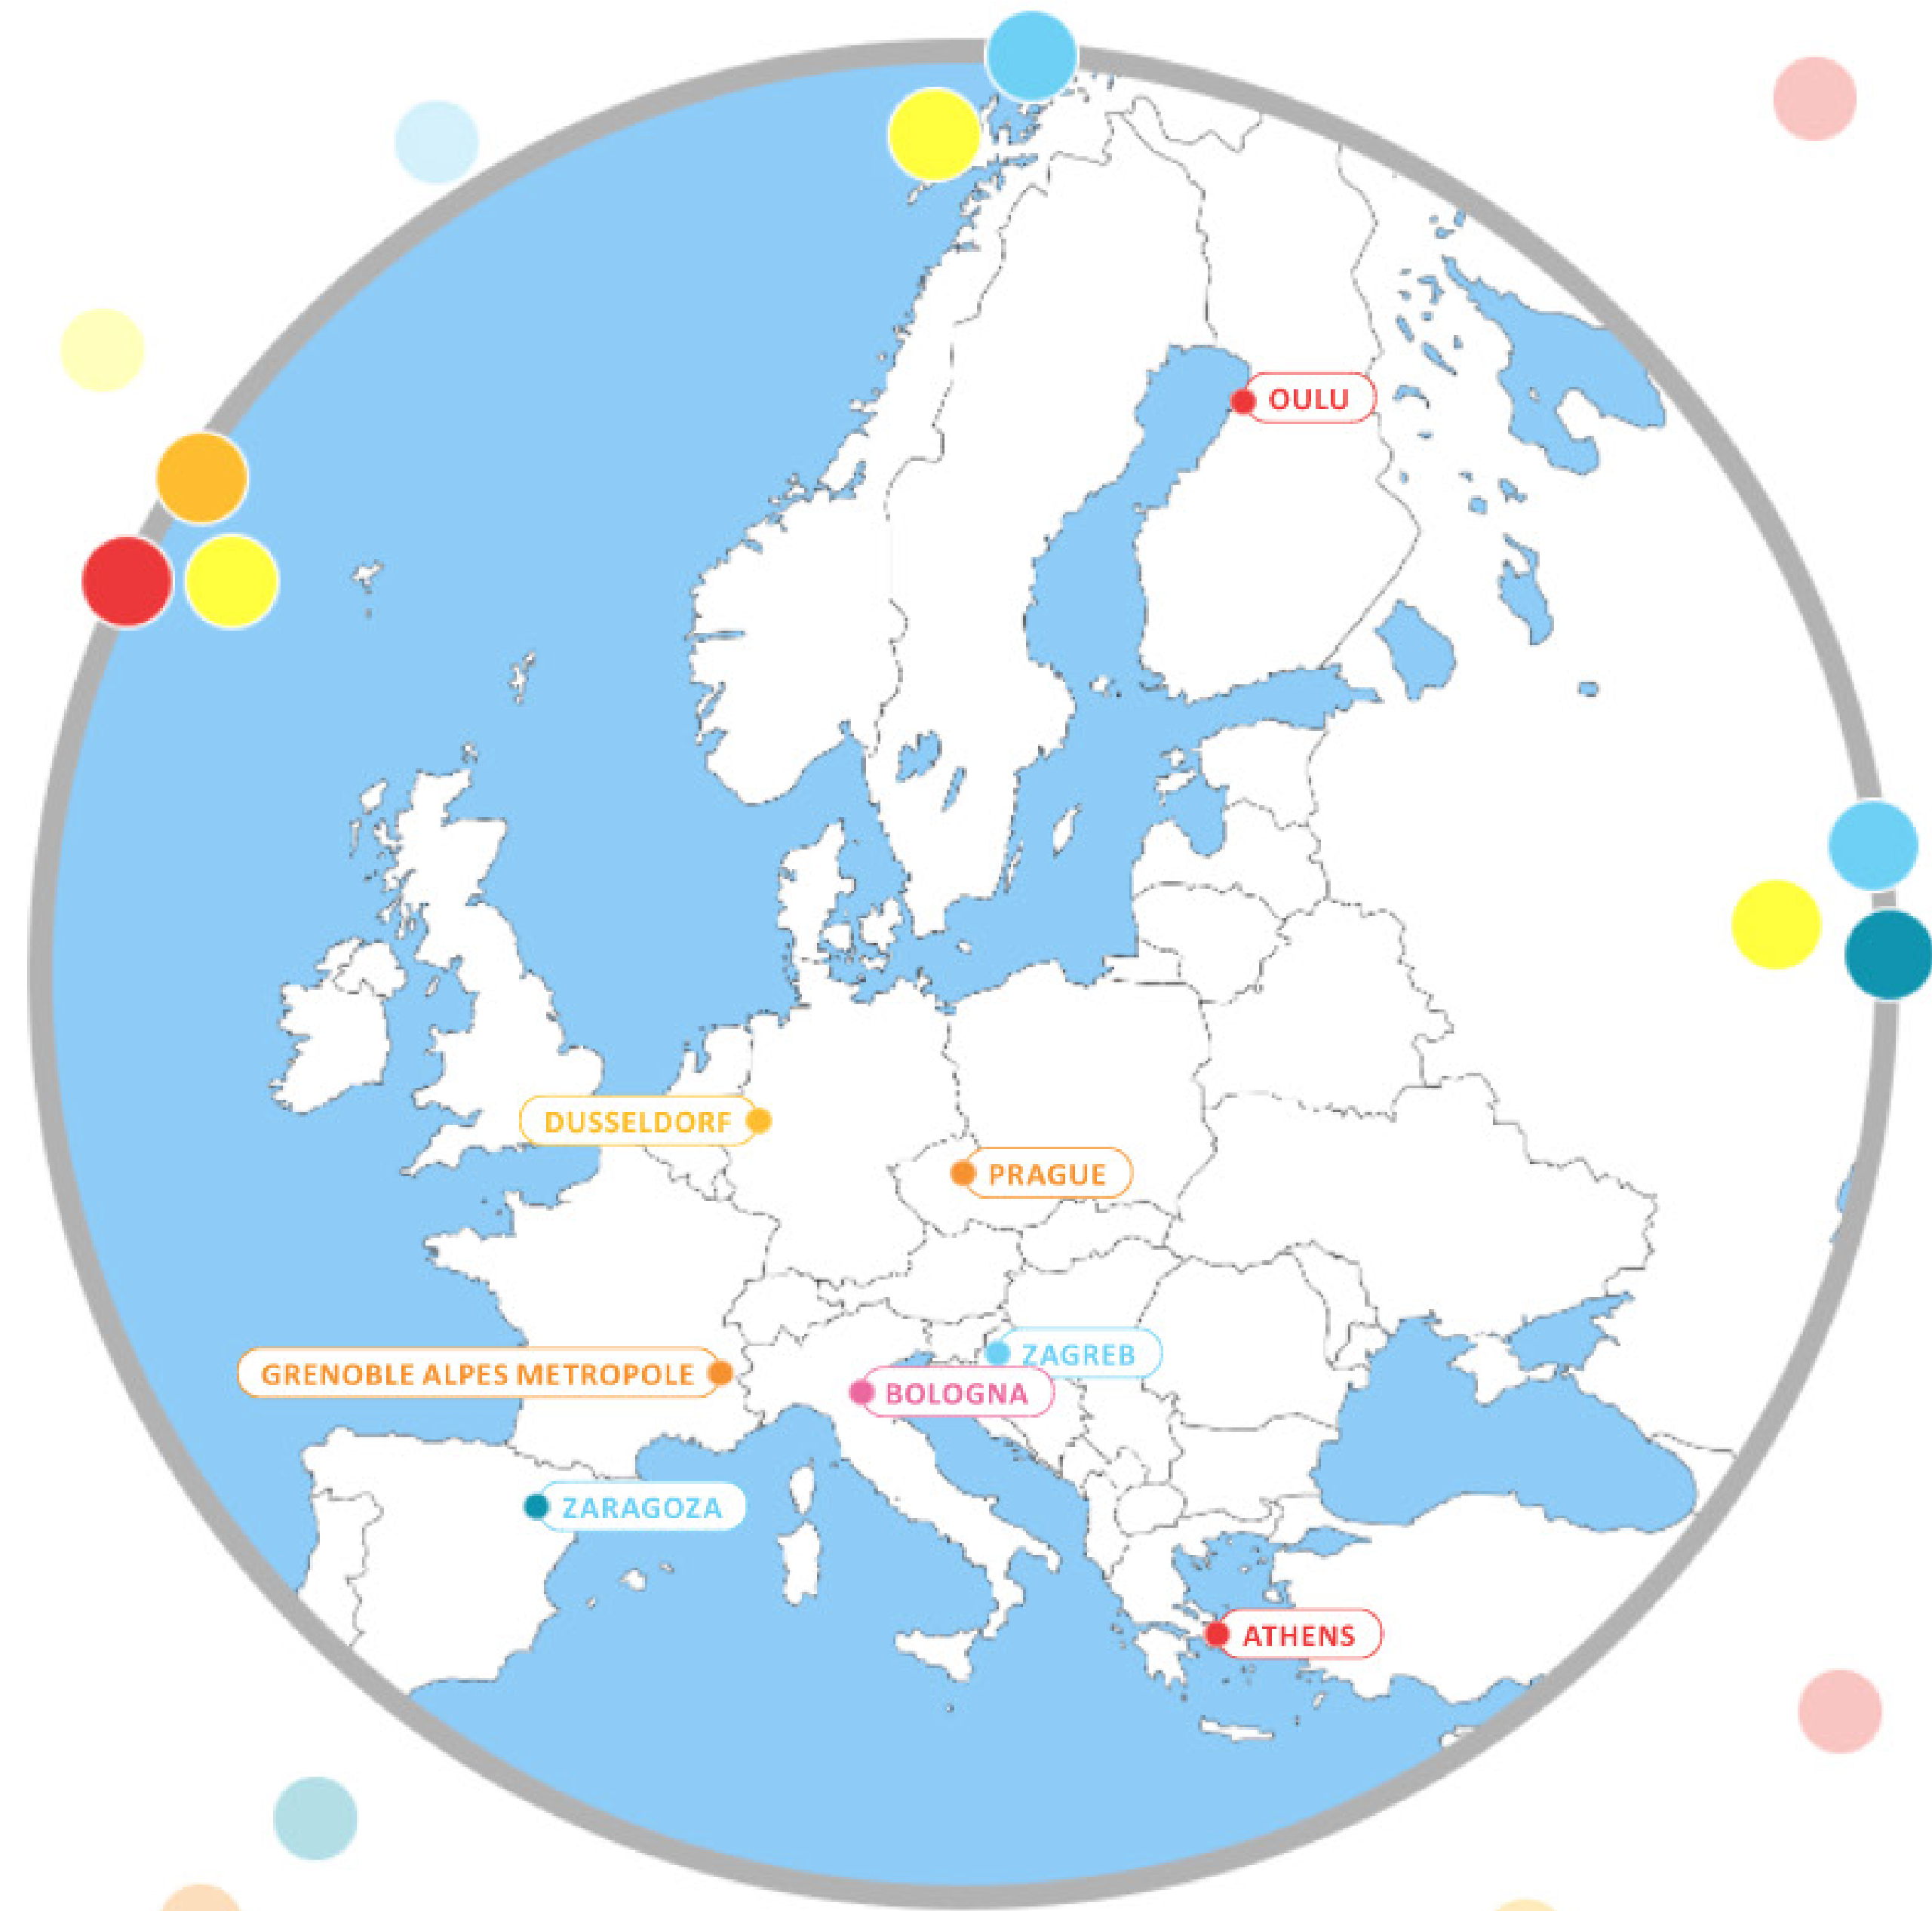 OULU
DUSSELDORF
PRAGUE
ZAGREB
GRENOBLE ALPES METROPOLE
BOLOGNA
ZARAGOZA
ATHENS